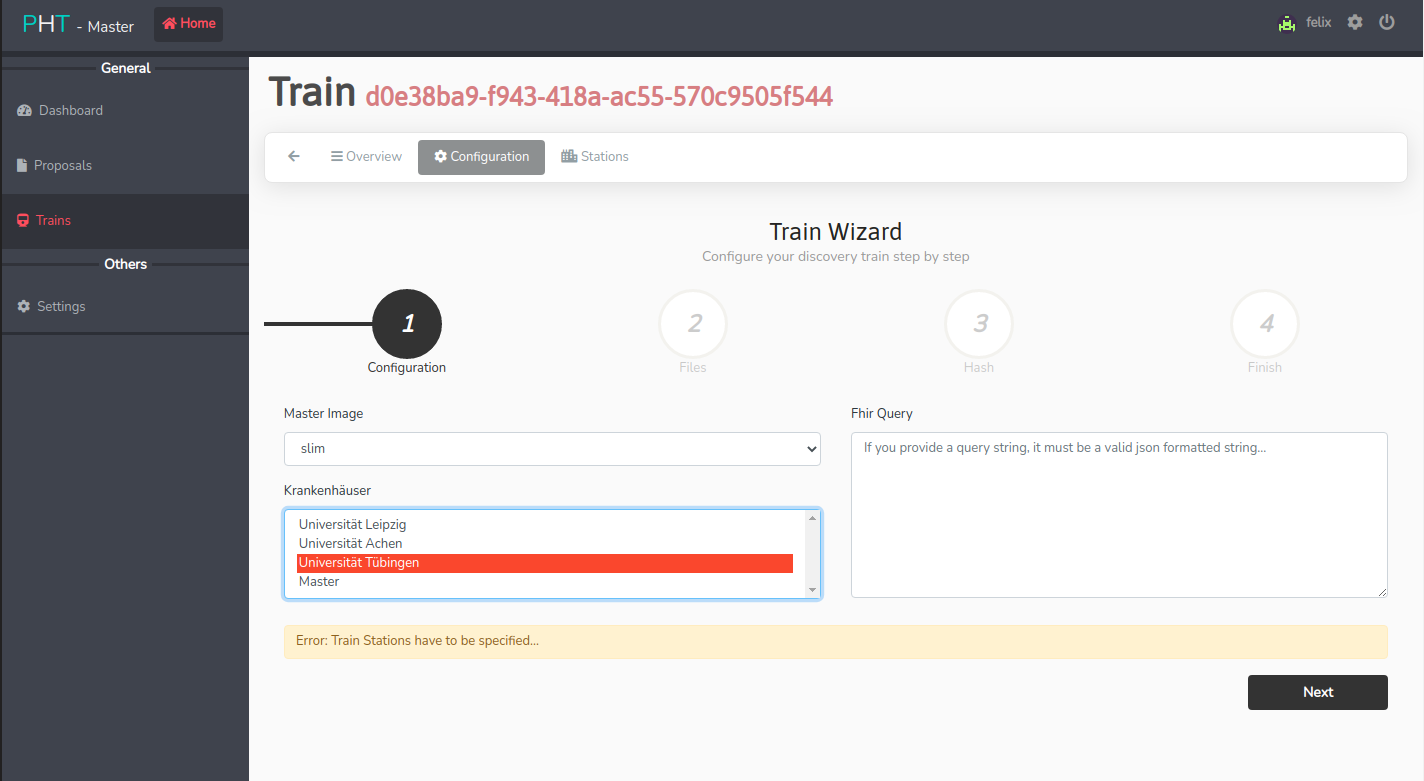 PHT - Master
Home
felix
General
Dashboard
Proposals
Trains
Others
Settings
Train d0e38ba9-f943-418a-ac55-570c9505f544
Overview
Configuration
Stations
Train Wizard
Configure your discovery train step by step
1
Configuration
2
Files
3
Hash
4
Finish
Master Image
slim
Krankenhäuser
Universität Leipzig
Universität Achen
Universität Tübingen
Master
Fhir Query
If you provide a query string, it must be a valid json formatted string...
Error: Train Stations have to be specified...
Next